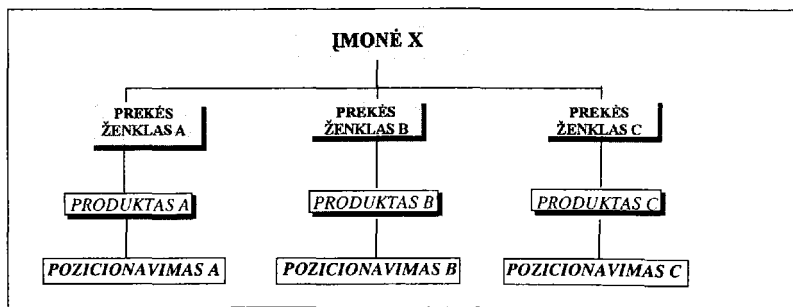 ĮMONĖ X
PREKĖS PREKĖS PREKĖS
ŽENKLAS A ŽENKLAS B ŽENKLAS C
PRODUKTAS A PRODUKTAS B PRODUKTAS C
POZICIONAVIMAS A POZICIONAVIMAS B POZICIONAVIMAS C